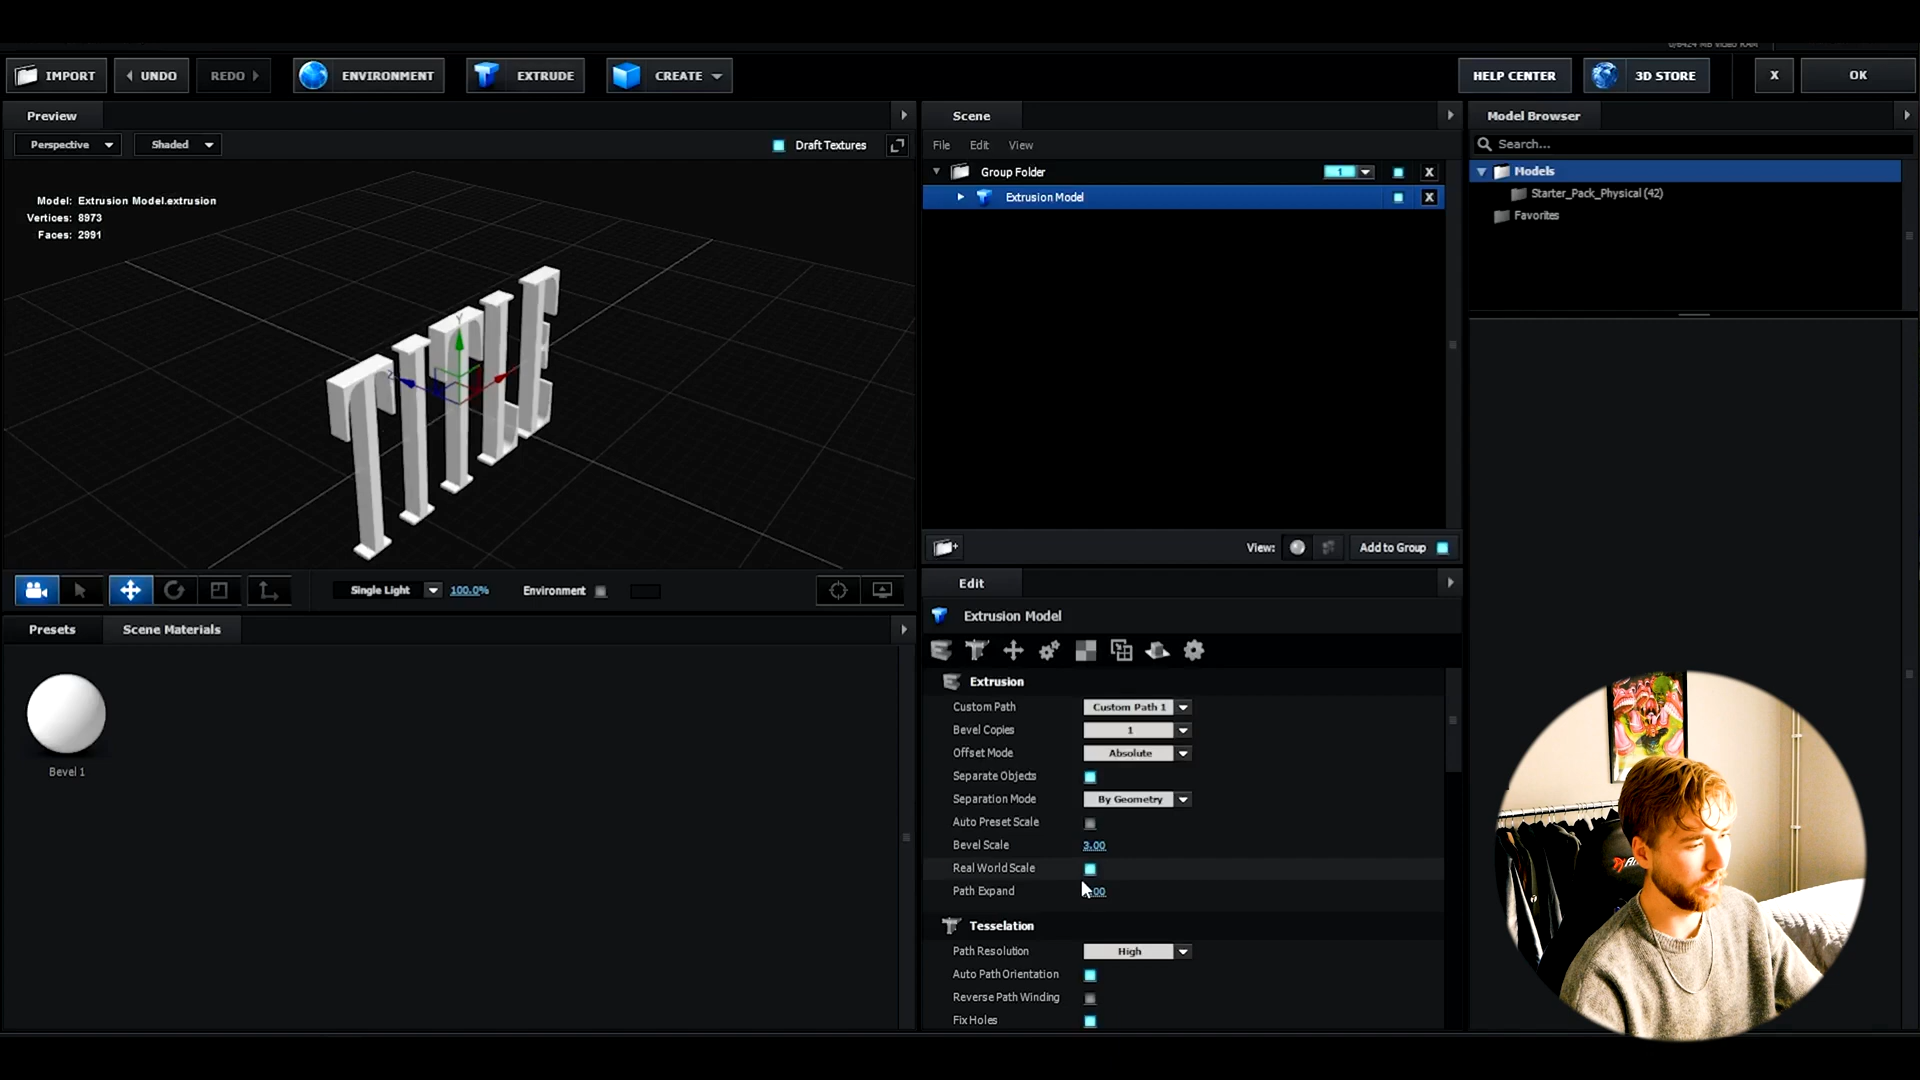 IMPORT
UNDO
REDO
ENVIRONMENT
EXTRUDE
CREATE
HELP CENTER
3D STORE
X
OK
Preview
Perspective
Shaded
Draft Textures
Model: Extrusion Model.extrusion
Vertices: 8973
Faces: 2991
TITLE
Single Light
100.0%
Environment
Presets
Scene Materials
Bevel 1
Scene
File
Edit
View
Group Folder
1
X
Extrusion Model
X
View:
Add to Group
Edit
Extrusion Model
Extrusion
Custom Path
Custom Path 1
Bevel Copies
1
Offset Mode
Absolute
Separate Objects
Separation Mode
By Geometry
Auto Preset Scale
Bevel Scale
3.00
Real World Scale
Path Expand
Tesselation
Path Resolution
High
Auto Path Orientation
Reverse Path Winding
Fix Holes
Model Browser
Search...
Models
Starter_Pack_Physical (42)
Favorites